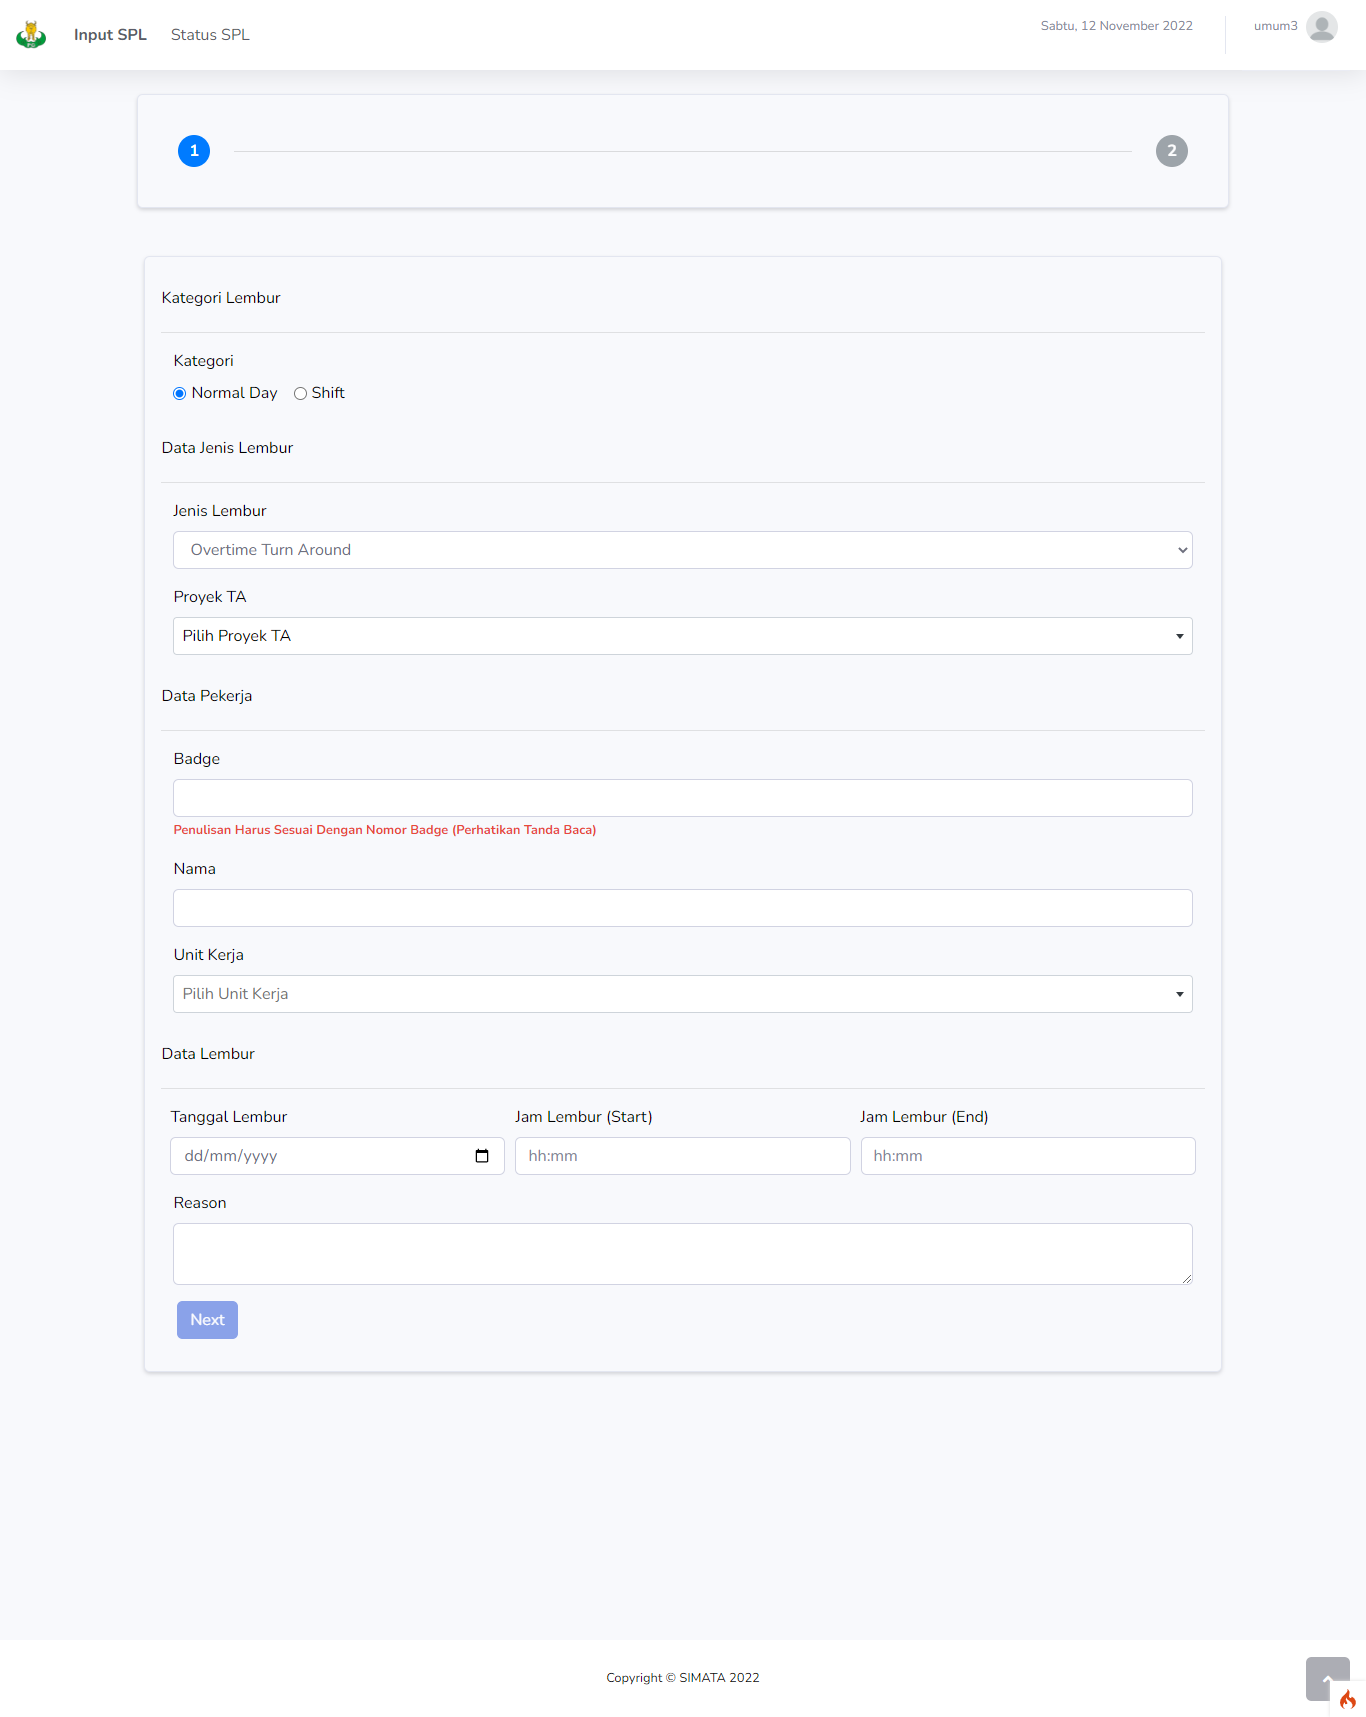 Input SPL Status SPL Sabtu, 12 November 2022 umum3
1 2
Kategori Lembur
Kategori
Normal Day Shift
Data Jenis Lembur
Jenis Lembur
Overtime Turn Around
Proyek TA
Pilih Proyek TA
Data Pekerja
Badge
Penulisan Harus Sesuai Dengan Nomor Badge (Perhatikan Tanda Baca)
Nama
Unit Kerja
Pilih Unit Kerja
Data Lembur
Tanggal Lembur Jam Lembur (Start) Jam Lembur (End)
dd/mm/yyyy hh:mm hh:mm
Reason
Next
Copyright © SIMATA 2022